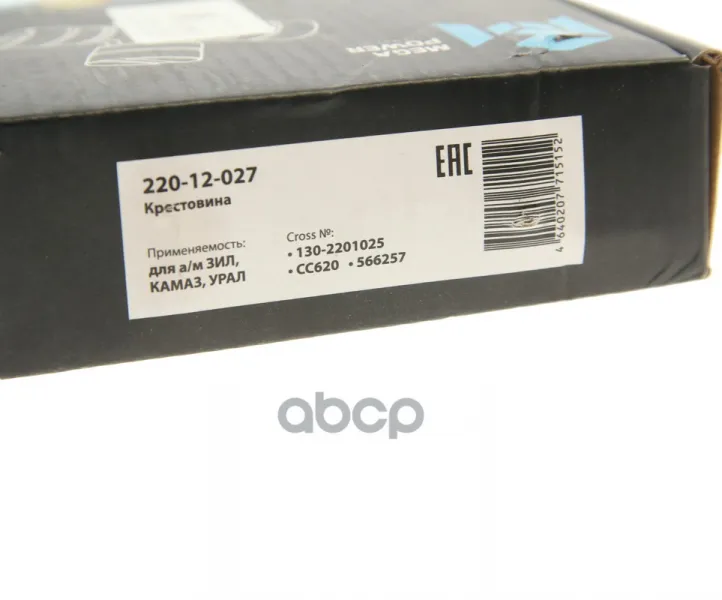 MEGA
POWER
220-12-027
Крестовина
Применяемость:
для а/м ЗИЛ,
КАМАЗ, УРАЛ
Cross №:
• 130-2201025
• CC620 • 566257
EAC
4 640207 715152
abcp